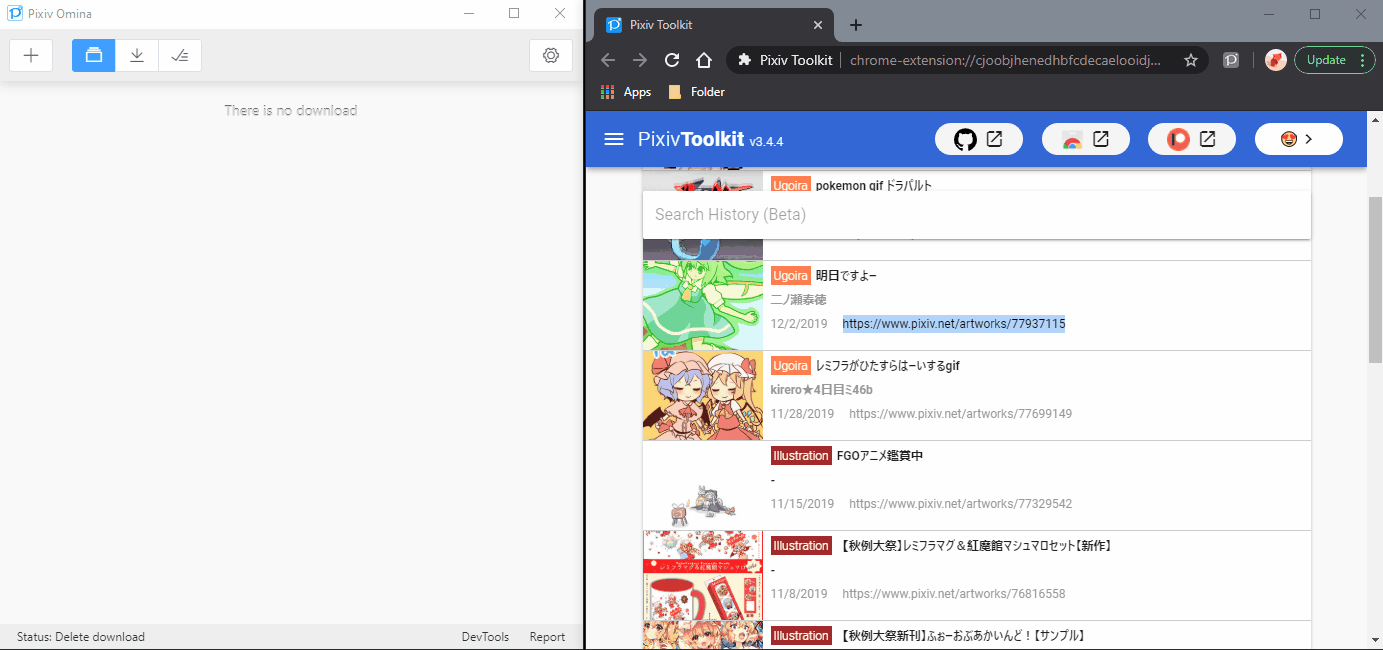 Pixiv Omina
There is no download
Status: Delete download
DevTools
Report
Pixiv Toolkit
Pixiv Toolkit
chrome-extension://cjoobjhenedhbfcdecaelooidj...
Update
Apps
Folder
PixivToolkit v3.4.4
Ugoira pokemon gif ドラパルト
Search History (Beta)
Ugoira 明日ですよー
二ノ瀬泰徳
12/2/2019 https://www.pixiv.net/artworks/77937115
Ugoira レミフラがひたすらはーいするgif
kirero★4日目ミ46b
11/28/2019 https://www.pixiv.net/artworks/77699149
Illustration FGOアニメ鑑賞中
-
11/15/2019 https://www.pixiv.net/artworks/77329542
Illustration 【秋例大祭】レミフラマグ＆紅魔館マシュマロセット【新作】
-
11/8/2019 https://www.pixiv.net/artworks/76816558
Illustration 【秋例大祭新刊】ふぉーおぶあかいんど！【サンプル】